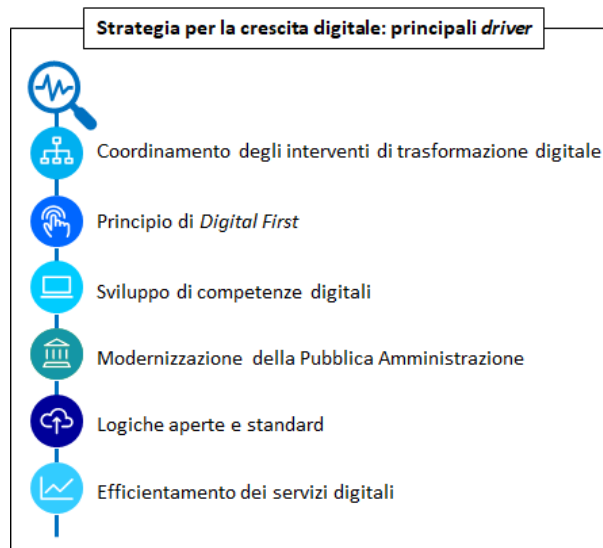 Strategia per la crescita digitale: principali driver
Coordinamento degli interventi di trasformazione digitale
Principio di Digital First
Sviluppo di competenze digitali
Modernizzazione della Pubblica Amministrazione
Logiche aperte e standard
Efficientamento dei servizi digitali